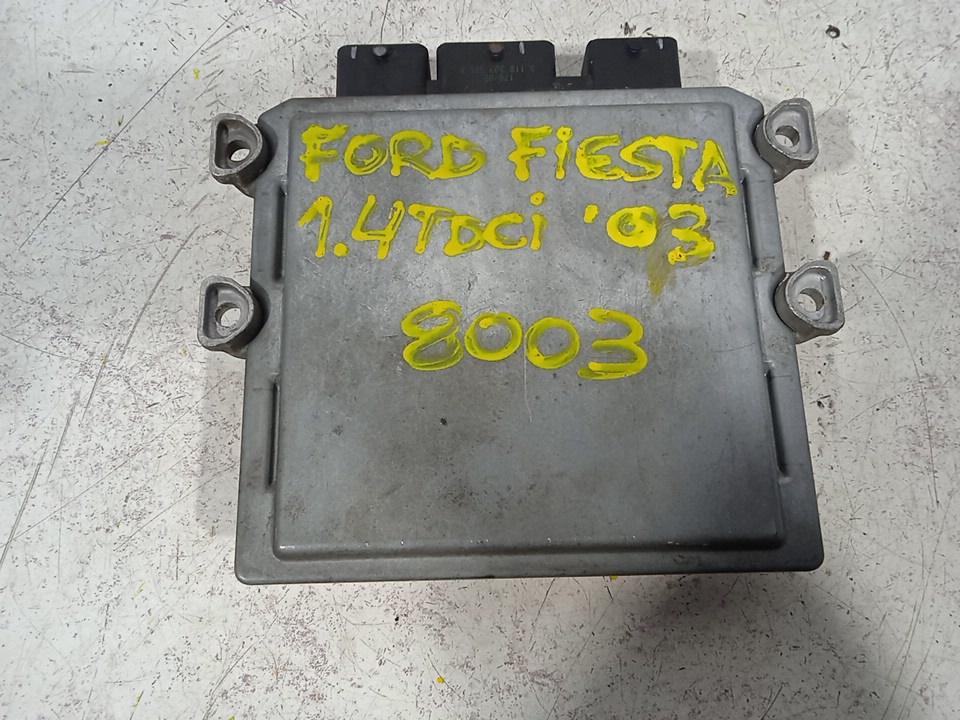 FORD FiESTA
1.4TDCi '03
8003